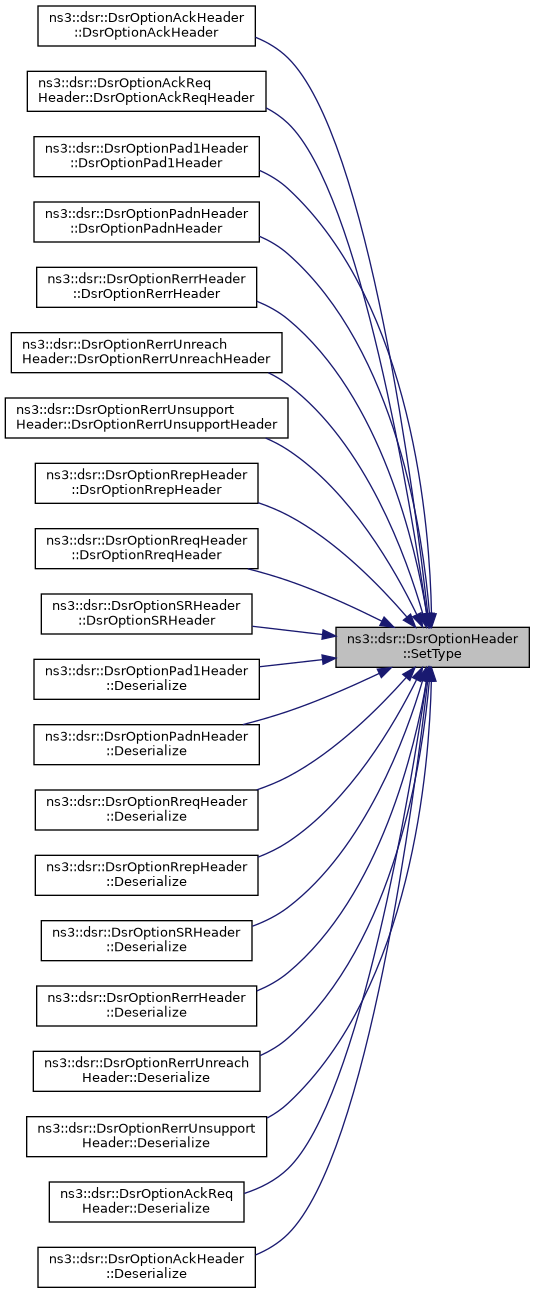 ns3::dsr::DsrOptionAckHeader
::DsrOptionAckHeader
ns3::dsr::DsrOptionAckReq
Header::DsrOptionAckReqHeader
ns3::dsr::DsrOptionPad1Header
::DsrOptionPad1Header
ns3::dsr::DsrOptionPadnHeader
::DsrOptionPadnHeader
ns3::dsr::DsrOptionRerrHeader
::DsrOptionRerrHeader
ns3::dsr::DsrOptionRerrUnreach
Header::DsrOptionRerrUnreachHeader
ns3::dsr::DsrOptionRerrUnsupport
Header::DsrOptionRerrUnsupportHeader
ns3::dsr::DsrOptionRrepHeader
::DsrOptionRrepHeader
ns3::dsr::DsrOptionRreqHeader
::DsrOptionRreqHeader
ns3::dsr::DsrOptionSRHeader
::DsrOptionSRHeader
ns3::dsr::DsrOptionHeader
::SetType
ns3::dsr::DsrOptionPad1Header
::Deserialize
ns3::dsr::DsrOptionPadnHeader
::Deserialize
ns3::dsr::DsrOptionRreqHeader
::Deserialize
ns3::dsr::DsrOptionRrepHeader
::Deserialize
ns3::dsr::DsrOptionSRHeader
::Deserialize
ns3::dsr::DsrOptionRerrHeader
::Deserialize
ns3::dsr::DsrOptionRerrUnreach
Header::Deserialize
ns3::dsr::DsrOptionRerrUnsupport
Header::Deserialize
ns3::dsr::DsrOptionAckReq
Header::Deserialize
ns3::dsr::DsrOptionAckHeader
::Deserialize